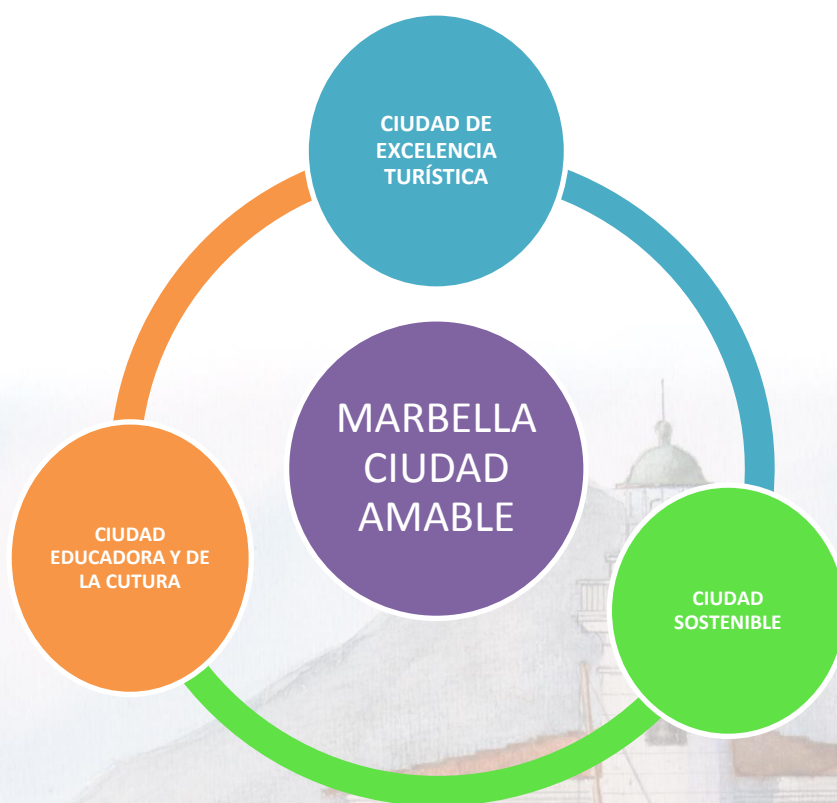 CIUDAD DE
EXCELENCIA
TURÍSTICA
MARBELLA
CIUDAD
AMABLE
CIUDAD
EDUCADORA Y DE
LA CUTURA
CIUDAD
SOSTENIBLE